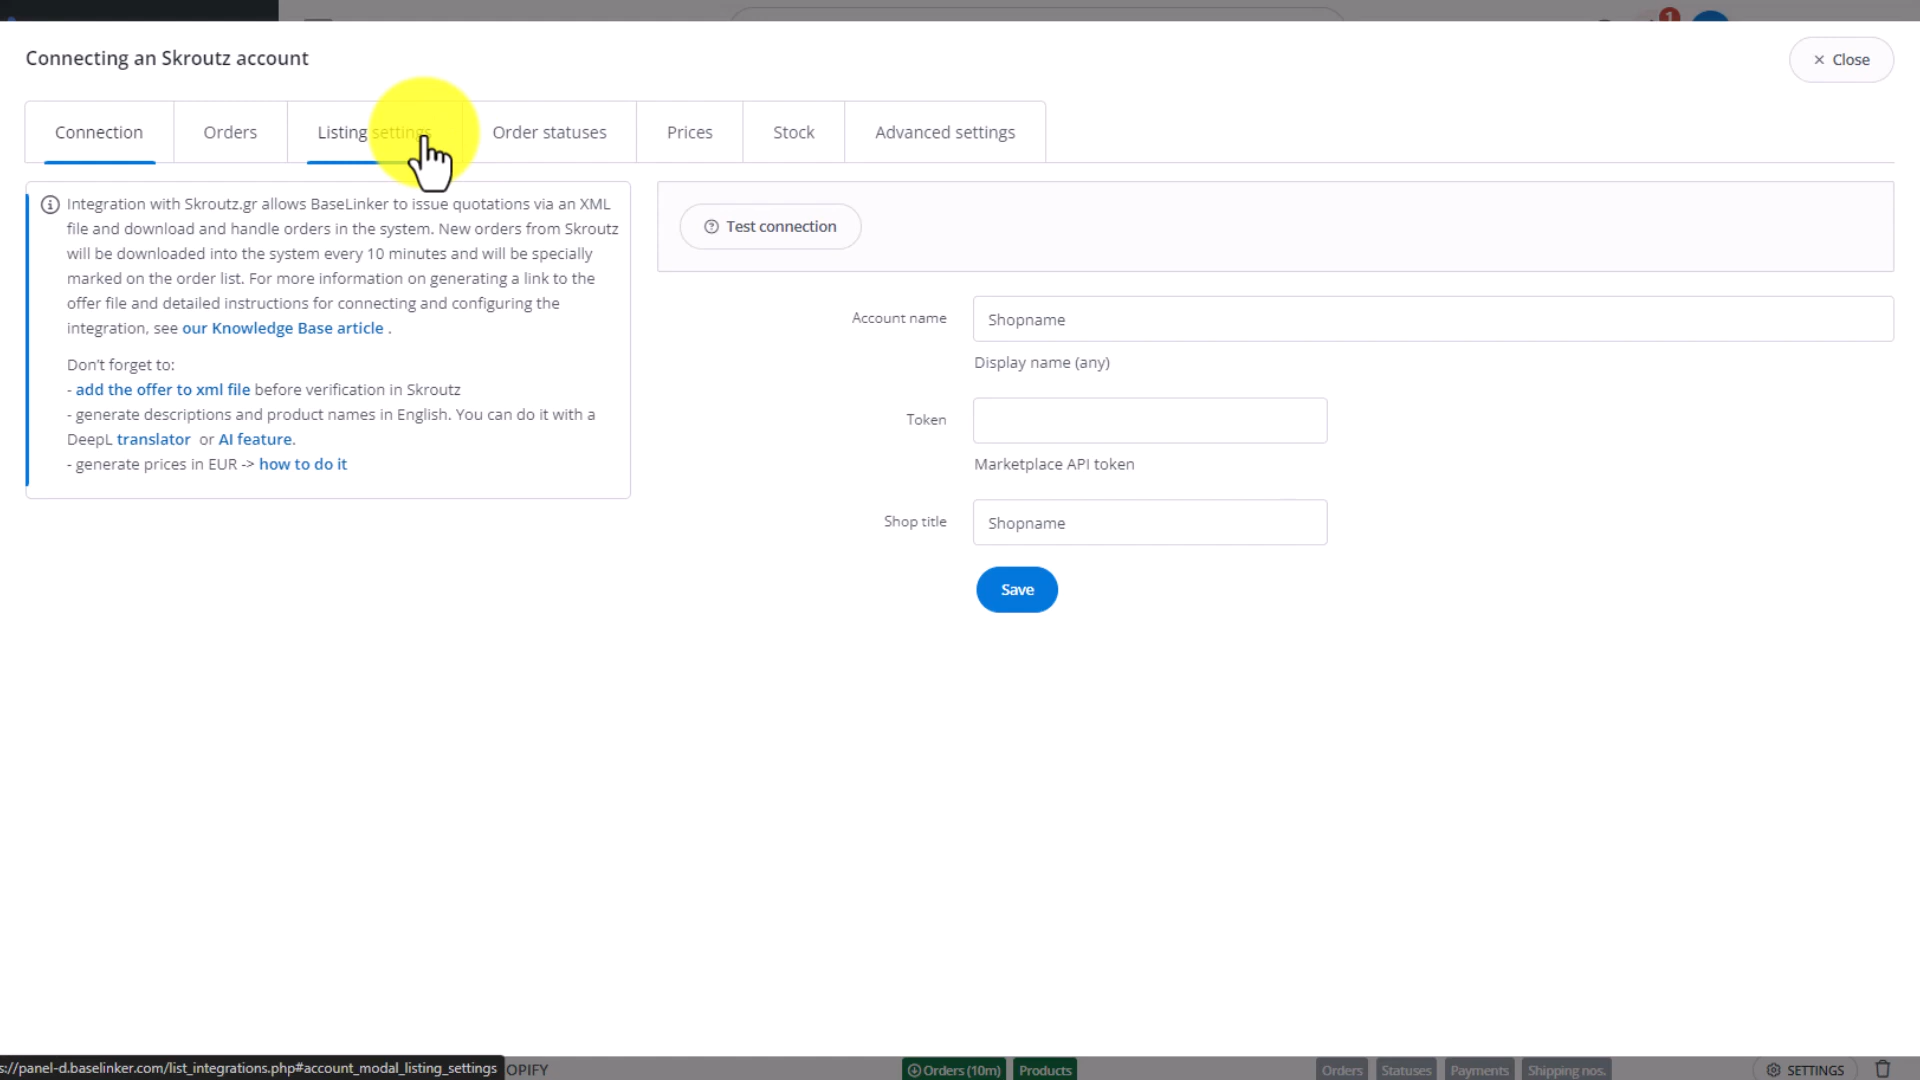 1
Connecting an Skroutz account
Close
Connection
Orders
Listing settings
Order statuses
Prices
Stock
Advanced settings
Integration with Skroutz.gr allows BaseLinker to issue quotations via an XML
file and download and handle orders in the system. New orders from Skroutz
will be downloaded into the system every 10 minutes and will be specially
marked on the order list. For more information on generating a link to the
offer file and detailed instructions for connecting and configuring the
integration, see our Knowledge Base article .
Don't forget to:
- add the offer to xml file before verification in Skroutz
- generate descriptions and product names in English. You can do it with a
DeepL translator or AI feature.
- generate prices in EUR -> how to do it
Test connection
Account name
Shopname
Display name (any)
Token
Marketplace API token
Shop title
Shopname
Save
s://panel-d.baselinker.com/list_integrations.php#account_modal_listing_settings
OPIFY
Orders (10m)
Products
Orders
Statuses
Payments
Shipping nos.
SETTINGS